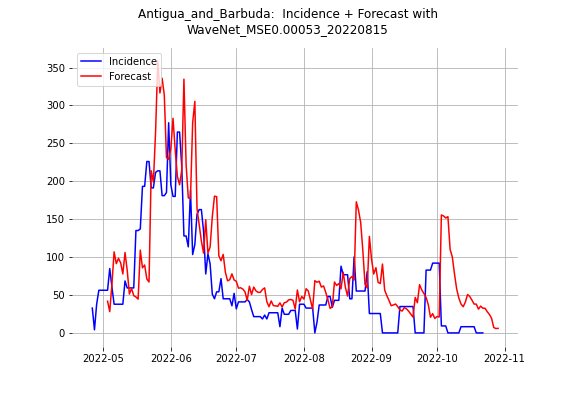 Antigua_and_Barbuda:  Incidence + Forecast with
WaveNet_MSE0.00053_20220815
Incidence
Forecast
350
300
250
200
150
100
50
0
2022-05 2022-06 2022-07 2022-08 2022-09 2022-10 2022-11